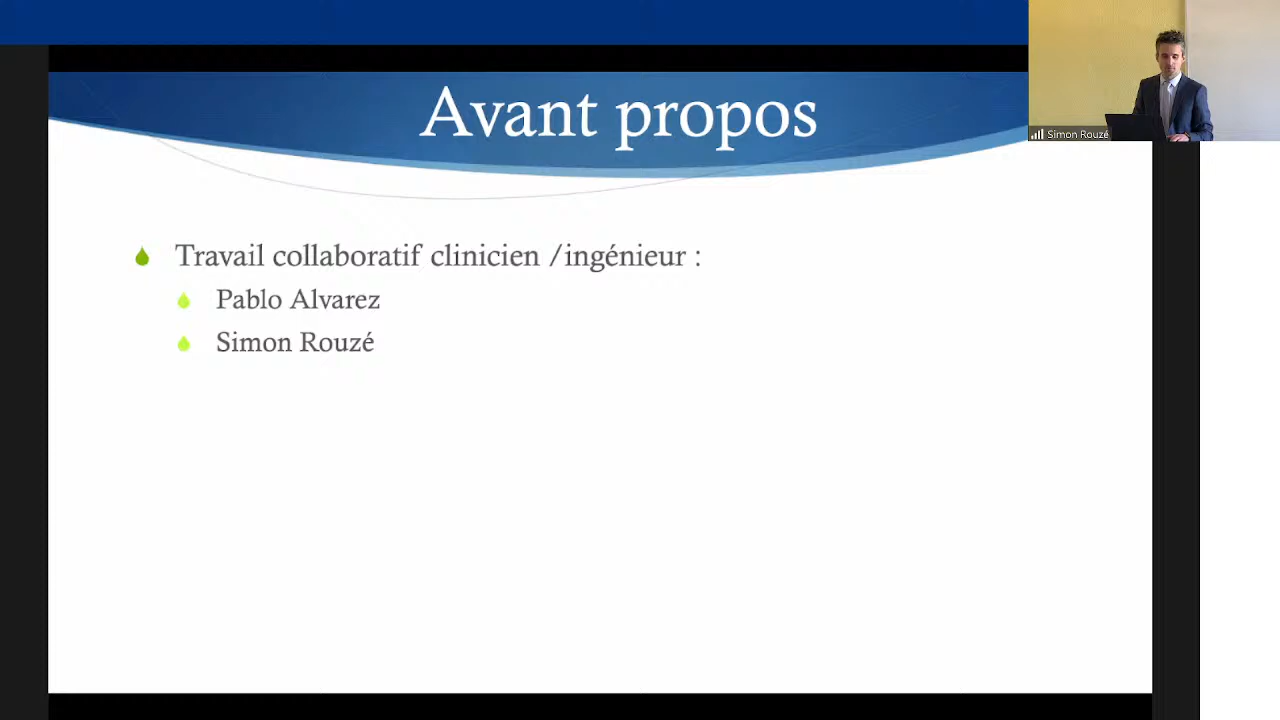 Avant propos
Simon Rouzé
Travail collaboratif clinicien /ingénieur :
Pablo Alvarez
Simon Rouzé